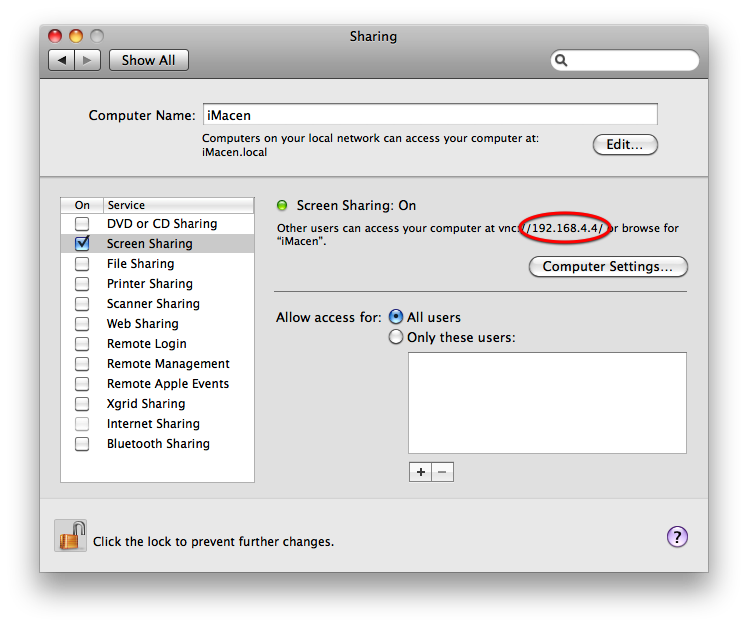 Sharing
Show All
Computer Name: iMacen
Computers on your local network can access your computer at:
iMacen.local
Edit...
On Service
DVD or CD Sharing
Screen Sharing
File Sharing
Printer Sharing
Scanner Sharing
Web Sharing
Remote Login
Remote Management
Remote Apple Events
Xgrid Sharing
Internet Sharing
Bluetooth Sharing
Screen Sharing: On
Other users can access your computer at vnc://192.168.4.4/ or browse for
“iMacen”.
Computer Settings...
Allow access for: All users
Only these users:
+ −
Click the lock to prevent further changes.
?